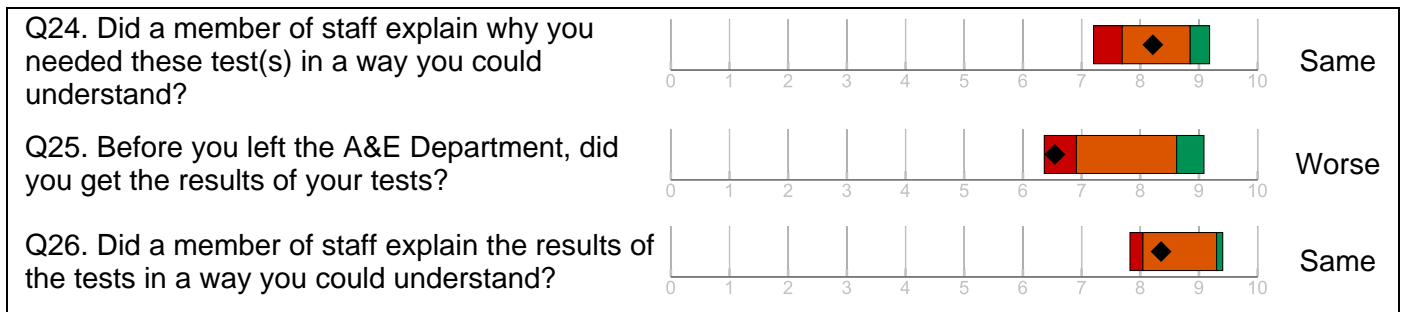 Q24. Did a member of staff explain why you
needed these test(s) in a way you could
understand?
0 1 2 3 4 5 6 7 8 9 10
Same
Q25. Before you left the A&E Department, did
you get the results of your tests?
0 1 2 3 4 5 6 7 8 9 10
Worse
Q26. Did a member of staff explain the results of
the tests in a way you could understand?
0 1 2 3 4 5 6 7 8 9 10
Same